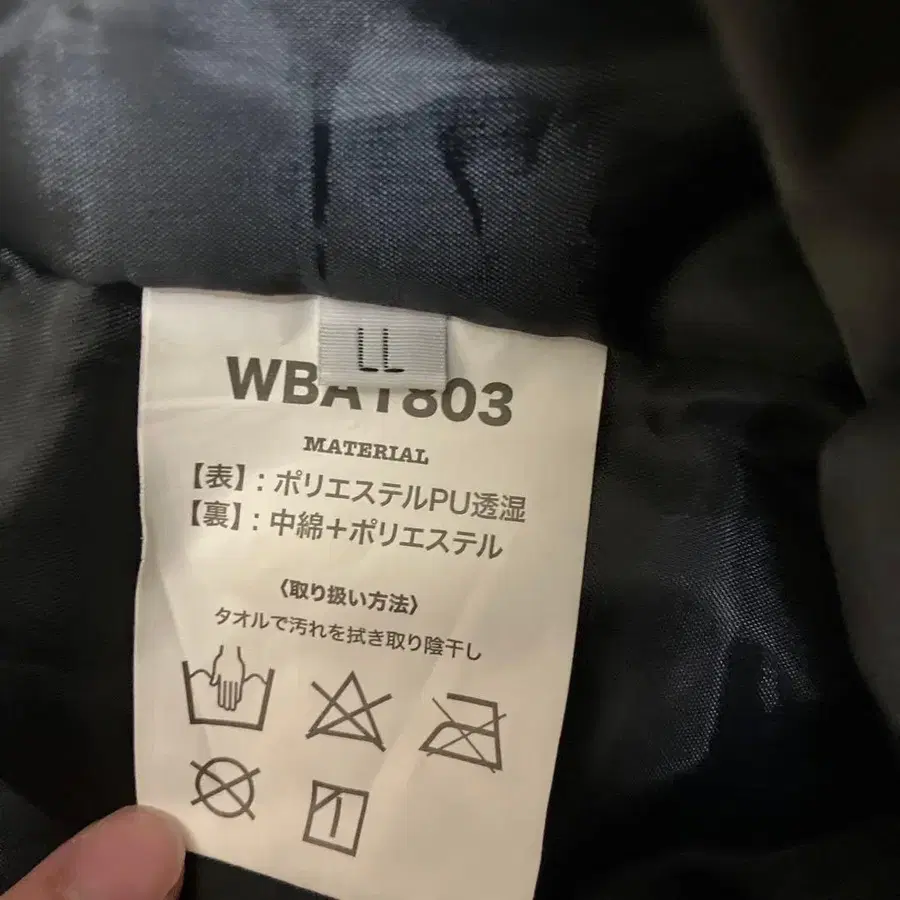 LL
WBA1803
MATERIAL
【表】：ポリエステルPU透湿
【裏】：中綿＋ポリエステル
〈取り扱い方法〉
タオルで汚れを拭き取り陰干し